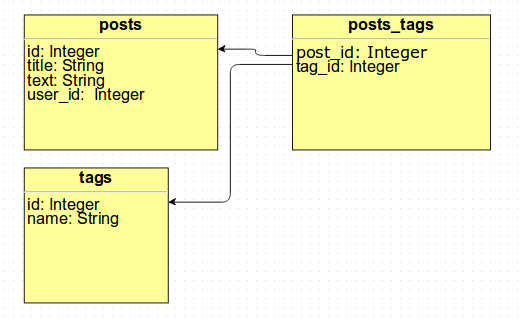 posts
id: Integer
title: String
text: String
user_id: Integer
posts_tags
post_id: Integer
tag_id: Integer
tags
id: Integer
name: String